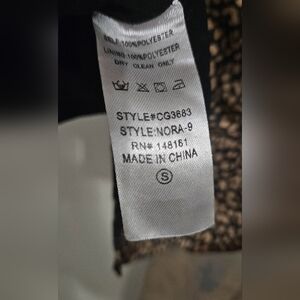 SELF 100%POLYESTER
LINING 100%POLYESTER
DRY CLEAN ONLY
STYLE#CG3683
STYLE:NORA-9
RN# 148161
MADE IN CHINA
S